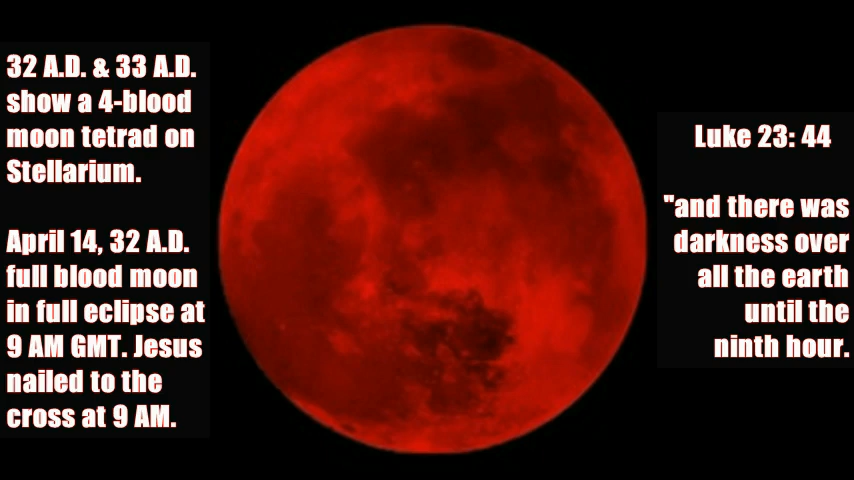 32 A.D. & 33 A.D.
show a 4-blood
moon tetrad on
Stellarium.
April 14, 32 A.D.
full blood moon
in full eclipse at
9 AM GMT. Jesus
nailed to the
cross at 9 AM.
Luke 23: 44
"and there was
darkness over
all the earth
until the
ninth hour.